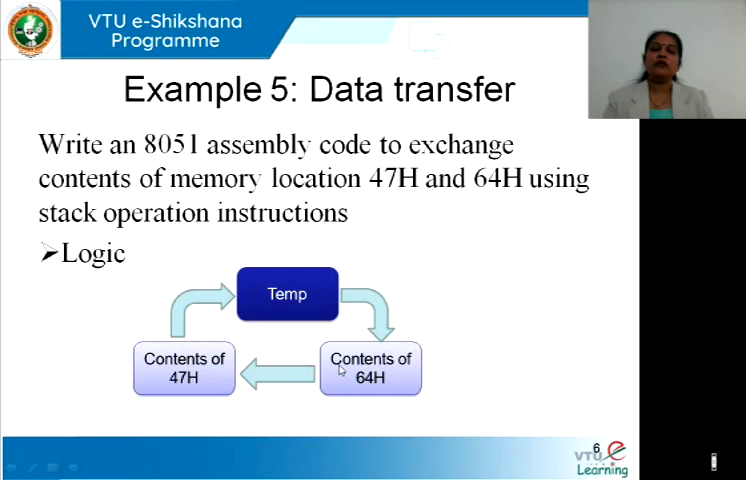 VTU e-Shikshana
Programme
Example 5: Data transfer
Write an 8051 assembly code to exchange
contents of memory location 47H and 64H using
stack operation instructions
➢Logic
Temp
Contents of
47H
Contents of
64H
6
VTU e
Learning